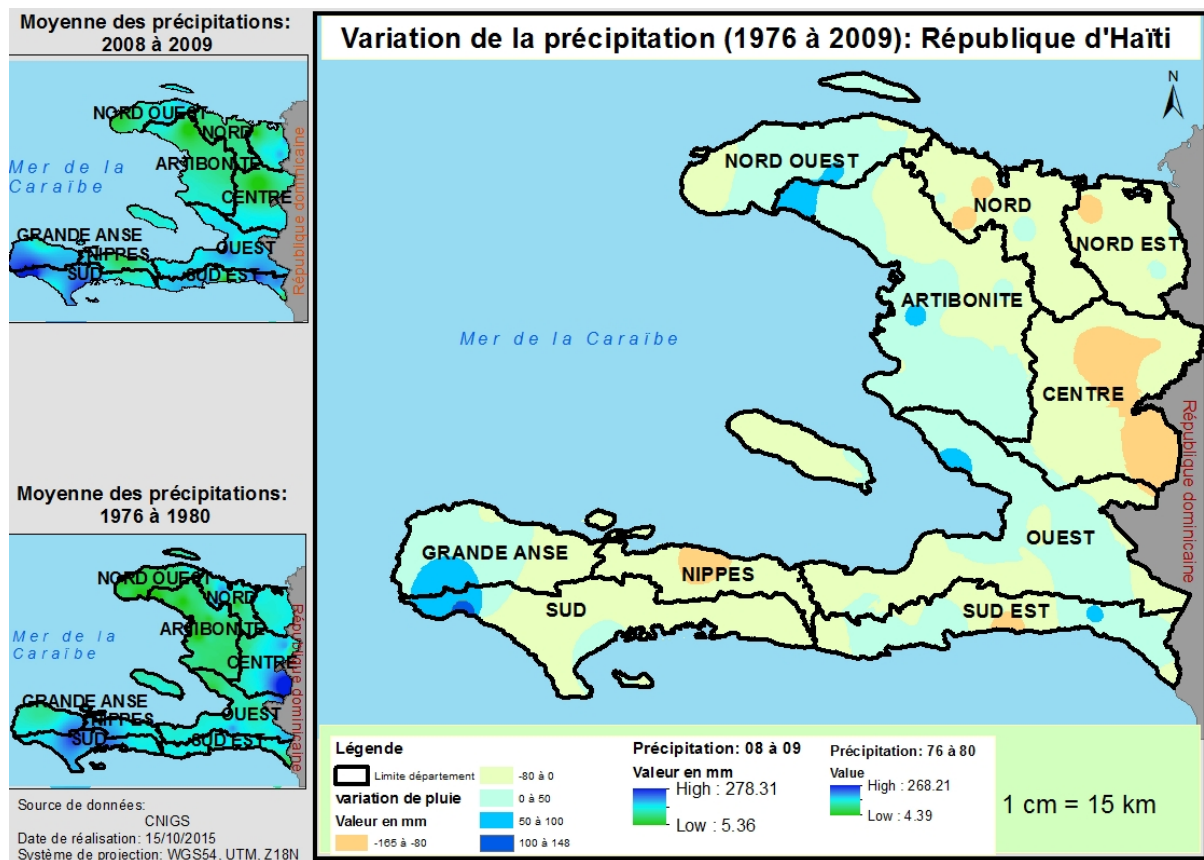 Moyenne des précipitations:
2008 à 2009
NORD OUEST
NORD
ARTIBONITE
CENTRE
Mer de la
Caraïbe
GRANDE ANSE
NIPPES
OUEST
SUD
SUD EST
République dominicaine
Moyenne des précipitations:
1976 à 1980
NORD OUEST
NORD
ARTIBONITE
CENTRE
Mer de la
Caraïbe
GRANDE ANSE
NIPPES
OUEST
SUD
SUD EST
République dominicaine
Source de données:
CNIGS
Date de réalisation: 15/10/2015
Système de projection: WGS54, UTM, Z18N
Variation de la précipitation (1976 à 2009): République d'Haïti
N
NORD OUEST
NORD
NORD EST
ARTIBONITE
Mer de la Caraïbe
CENTRE
République dominicaine
OUEST
GRANDE ANSE
NIPPES
SUD
SUD EST
Légende
Limite département
variation de pluie
Valeur en mm
-165 à -80
-80 à 0
0 à 50
50 à 100
100 à 148
Précipitation: 08 à 09
Valeur en mm
High : 278.31
Low : 5.36
Précipitation: 76 à 80
Value
High : 268.21
Low : 4.39
1 cm = 15 km